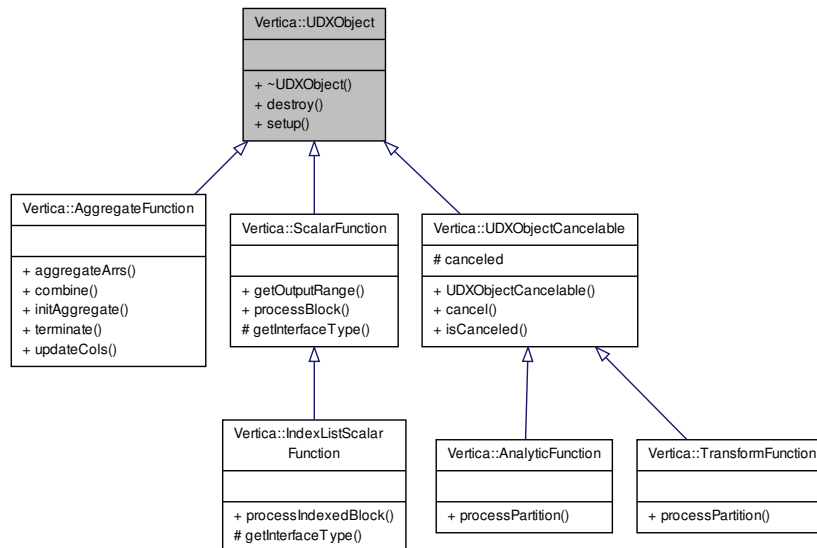 Vertica::UDXObject
+ ~UDXObject()
+ destroy()
+ setup()
Vertica::AggregateFunction
+ aggregateArrs()
+ combine()
+ initAggregate()
+ terminate()
+ updateCols()
Vertica::ScalarFunction
+ getOutputRange()
+ processBlock()
# getInterfaceType()
Vertica::UDXObjectCancelable
# canceled
+ UDXObjectCancelable()
+ cancel()
+ isCanceled()
Vertica::IndexListScalar
Function
+ processIndexedBlock()
# getInterfaceType()
Vertica::AnalyticFunction
+ processPartition()
Vertica::TransformFunction
+ processPartition()